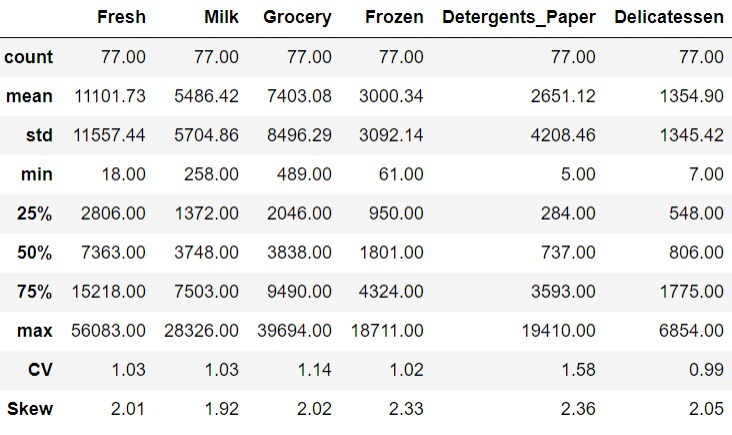 Fresh Milk Grocery Frozen Detergents_Paper Delicatessen
count 77.00 77.00 77.00 77.00 77.00 77.00
mean 11101.73 5486.42 7403.08 3000.34 2651.12 1354.90
std 11557.44 5704.86 8496.29 3092.14 4208.46 1345.42
min 18.00 258.00 489.00 61.00 5.00 7.00
25% 2806.00 1372.00 2046.00 950.00 284.00 548.00
50% 7363.00 3748.00 3838.00 1801.00 737.00 806.00
75% 15218.00 7503.00 9490.00 4324.00 3593.00 1775.00
max 56083.00 28326.00 39694.00 18711.00 19410.00 6854.00
CV 1.03 1.03 1.14 1.02 1.58 0.99
Skew 2.01 1.92 2.02 2.33 2.36 2.05